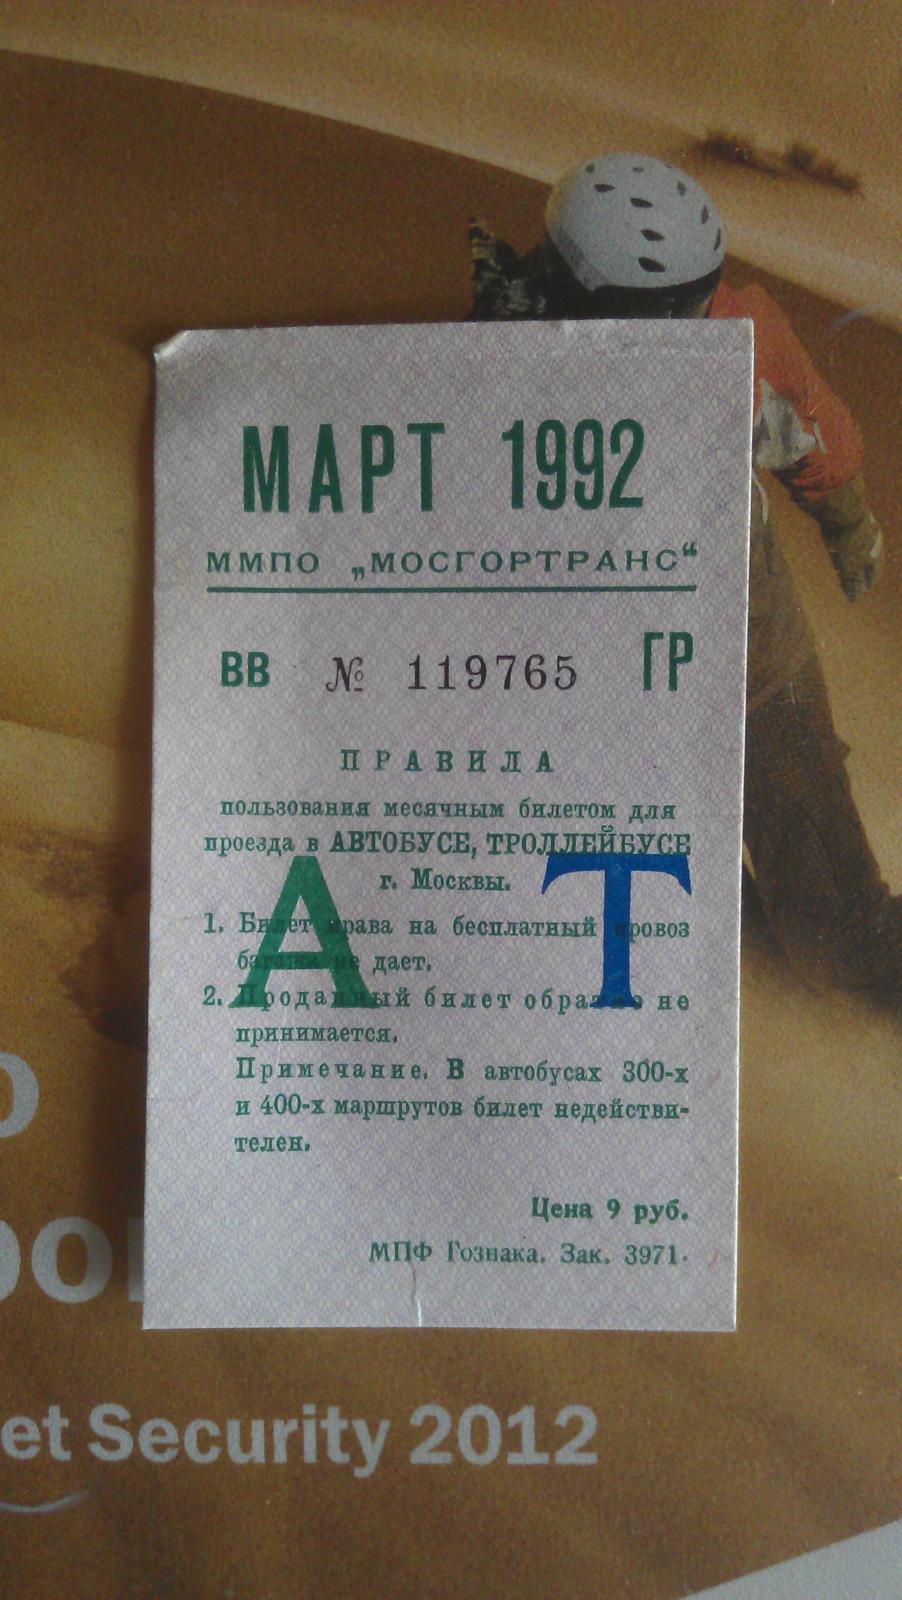 МАРТ 1992
ММПО „МОСГОРТРАНС“
ВВ № 119765 ГР
ПРАВИЛА
пользования месячным билетом для
проезда в АВТОБУСЕ, ТРОЛЛЕЙБУСЕ
г. Москвы.
А Т
1. Билет права на бесплатный провоз
багажа не дает.
2. Проданный билет обратно не
принимается.
Примечание. В автобусах 300-х
и 400-х маршрутов билет недействи-
телен.
Цена 9 руб.
МПФ Гознака. Зак. 3971.
et Security 2012